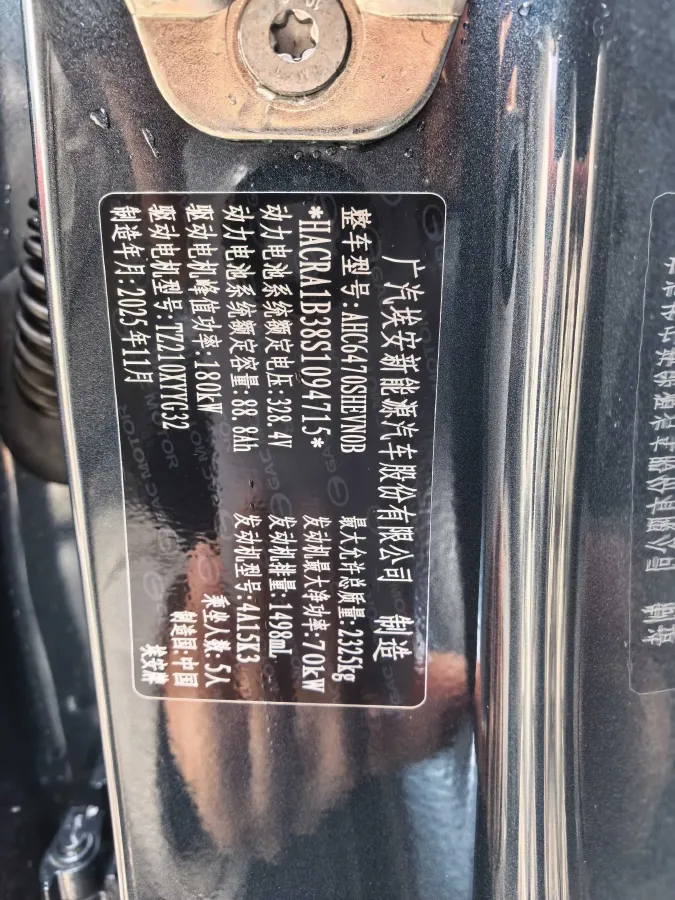 广汽埃安新能源汽车股份有限公司 制造
整车型号:AHC6470SHEVN0B 最大允许总质量:2325kg
*HACRA1B38S1094715* 发动机最大净功率:70kW
动力电池系统额定电压:328.4V 发动机排量:1498mL
动力电池系统额定容量:88.8Ah 发动机型号:4A15K3
驱动电机峰值功率:180kW 乘坐人数:5人
驱动电机型号:TZ210XYYG32 制造国:中国
制造年月:2025年11月 埃安牌